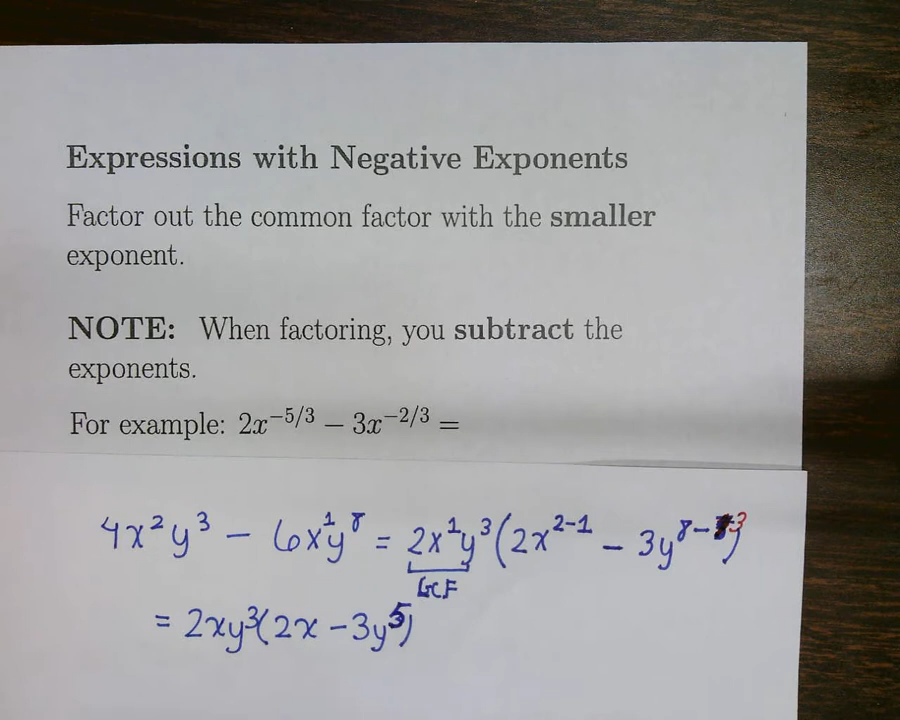 Expressions with Negative Exponents
Factor out the common factor with the smaller
exponent.
NOTE: When factoring, you subtract the
exponents.
For example: 2x^{-5/3} − 3x^{-2/3} =
4x²y³ − 6x¹y⁸ = 2x¹y³(2x^{2-1} − 3y^{8-3})
GCF
= 2xy³(2x − 3y⁵)